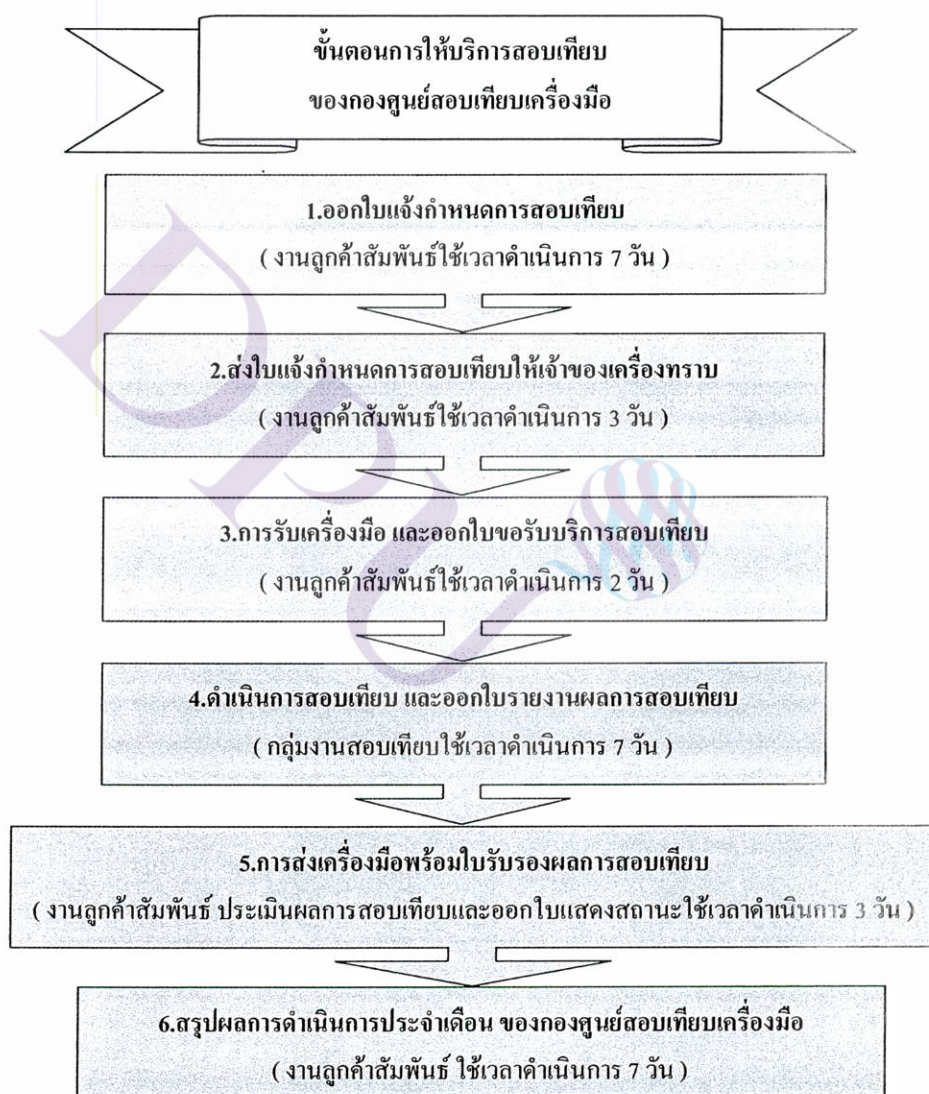 ขั้นตอนการให้บริการสอบเทียบ
ของกองศูนย์สอบเทียบเครื่องมือ
1.ออกใบแจ้งกำหนดการสอบเทียบ
( งานลูกค้าสัมพันธ์ใช้เวลาดำเนินการ 7 วัน )
2.ส่งใบแจ้งกำหนดการสอบเทียบให้เจ้าของเครื่องทราบ
( งานลูกค้าสัมพันธ์ใช้เวลาดำเนินการ 3 วัน )
3.การรับเครื่องมือ และออกใบขอรับบริการสอบเทียบ
( งานลูกค้าสัมพันธ์ใช้เวลาดำเนินการ 2 วัน )
4.ดำเนินการสอบเทียบ และออกใบรายงานผลการสอบเทียบ
( กลุ่มงานสอบเทียบใช้เวลาดำเนินการ 7 วัน )
5.การส่งเครื่องมือพร้อมใบรับรองผลการสอบเทียบ
( งานลูกค้าสัมพันธ์ ประเมินผลการสอบเทียบและออกใบแสดงสถานะใช้เวลาดำเนินการ 3 วัน )
6.สรุปผลการดำเนินการประจำเดือน ของกองศูนย์สอบเทียบเครื่องมือ
( งานลูกค้าสัมพันธ์ ใช้เวลาดำเนินการ 7 วัน )
DPU